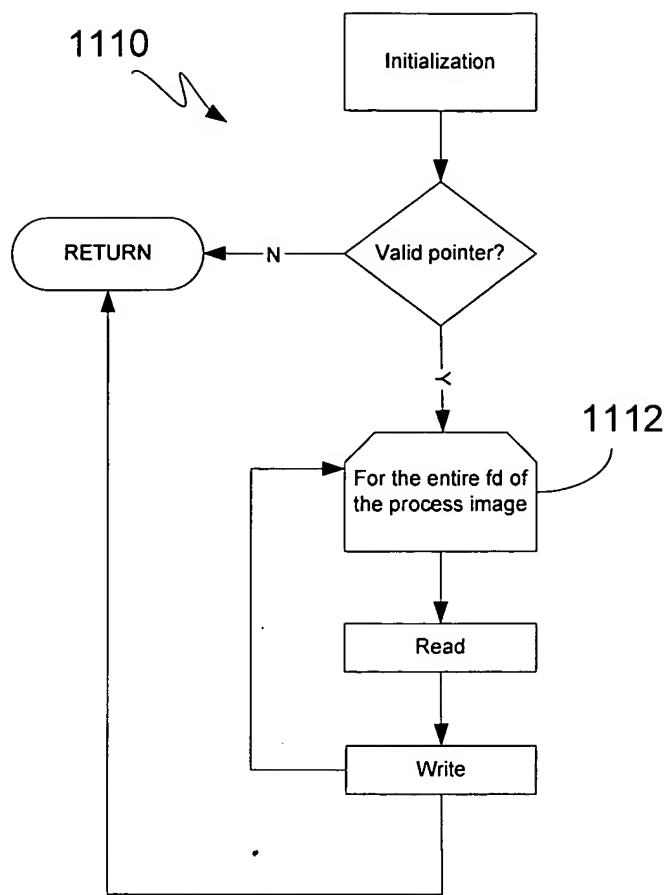 1110
Initialization
RETURN
N
Valid pointer?
Y
1112
For the entire fd of
the process image
Read
Write